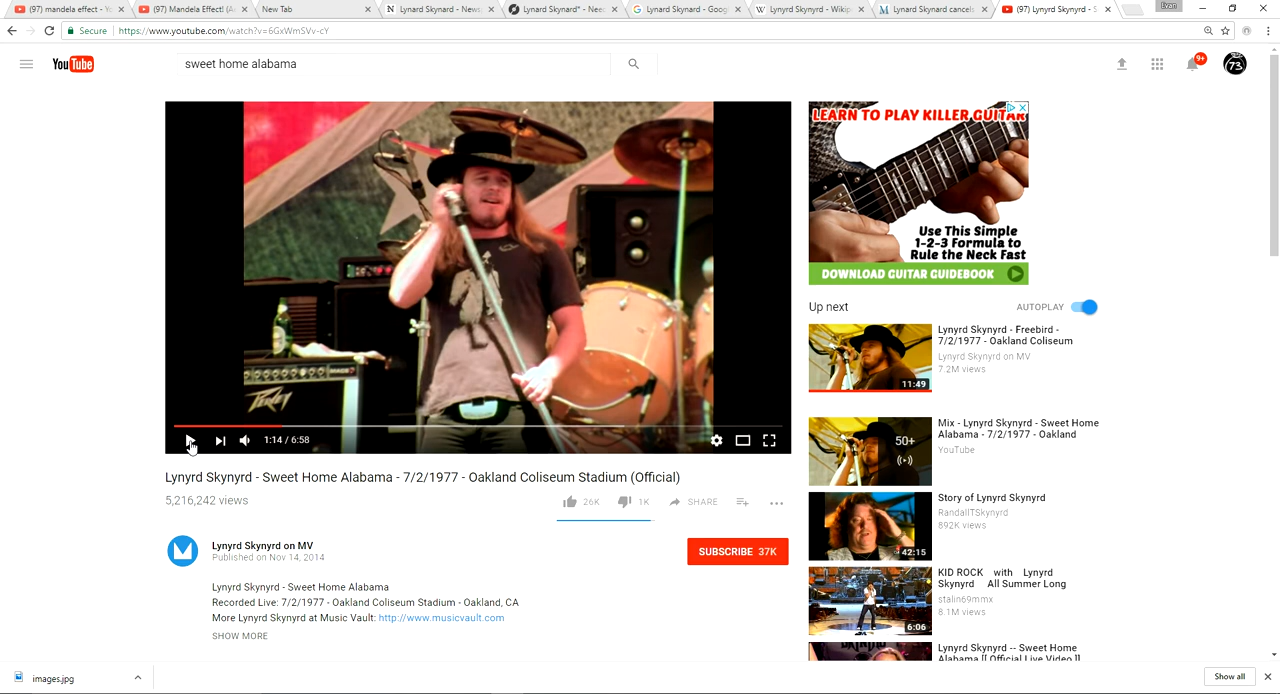 (97) mandela effect - Yo
(97) Mandela Effect! (A
New Tab
Lynard Skynard - News
Lynard Skynard* - Need
Lynard Skynard - Goog
Lynyrd Skynyrd - Wikip
Lynard Skynard cancels
(97) Lynyrd Skynyrd - S
Evan
Secure https://www.youtube.com/watch?v=6GxWmSVv-cY
YouTube
sweet home alabama
9+
73
LEARN TO PLAY KILLER GUITAR
Use This Simple
1-2-3 Formula to
Rule the Neck Fast
DOWNLOAD GUITAR GUIDEBOOK
PEAVEY
1:14 / 6:58
Lynyrd Skynyrd - Sweet Home Alabama - 7/2/1977 - Oakland Coliseum Stadium (Official)
5,216,242 views
26K
1K
SHARE
Lynyrd Skynyrd on MV
Published on Nov 14, 2014
SUBSCRIBE 37K
Lynyrd Skynyrd - Sweet Home Alabama
Recorded Live: 7/2/1977 - Oakland Coliseum Stadium - Oakland, CA
More Lynyrd Skynyrd at Music Vault: http://www.musicvault.com
SHOW MORE
Up next
AUTOPLAY
Lynyrd Skynyrd - Freebird -
7/2/1977 - Oakland Coliseum
Lynyrd Skynyrd on MV
7.2M views
11:49
Mix - Lynyrd Skynyrd - Sweet Home
Alabama - 7/2/1977 - Oakland
YouTube
50+
Story of Lynyrd Skynyrd
RandallTSkynyrd
892K views
42:15
KID ROCK with Lynyrd
Skynyrd All Summer Long
stalin69mmx
8.1M views
6:06
Lynyrd Skynyrd -- Sweet Home
Alabama [[ Official Live Video ]]
images.jpg
Show all